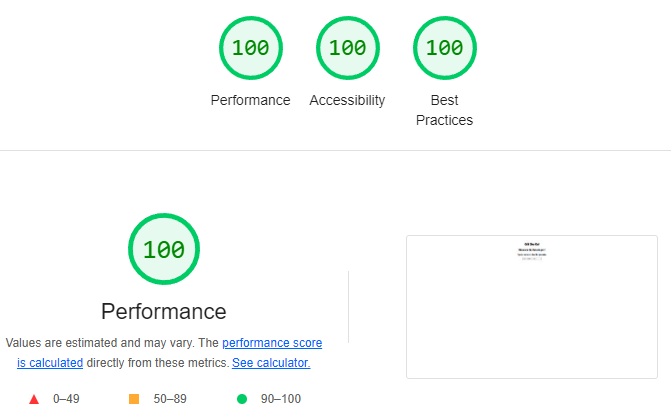 100 100 100
Performance Accessibility Best
Practices
100
Performance
Values are estimated and may vary. The performance score
is calculated directly from these metrics. See calculator.
0–49 50–89 90–100